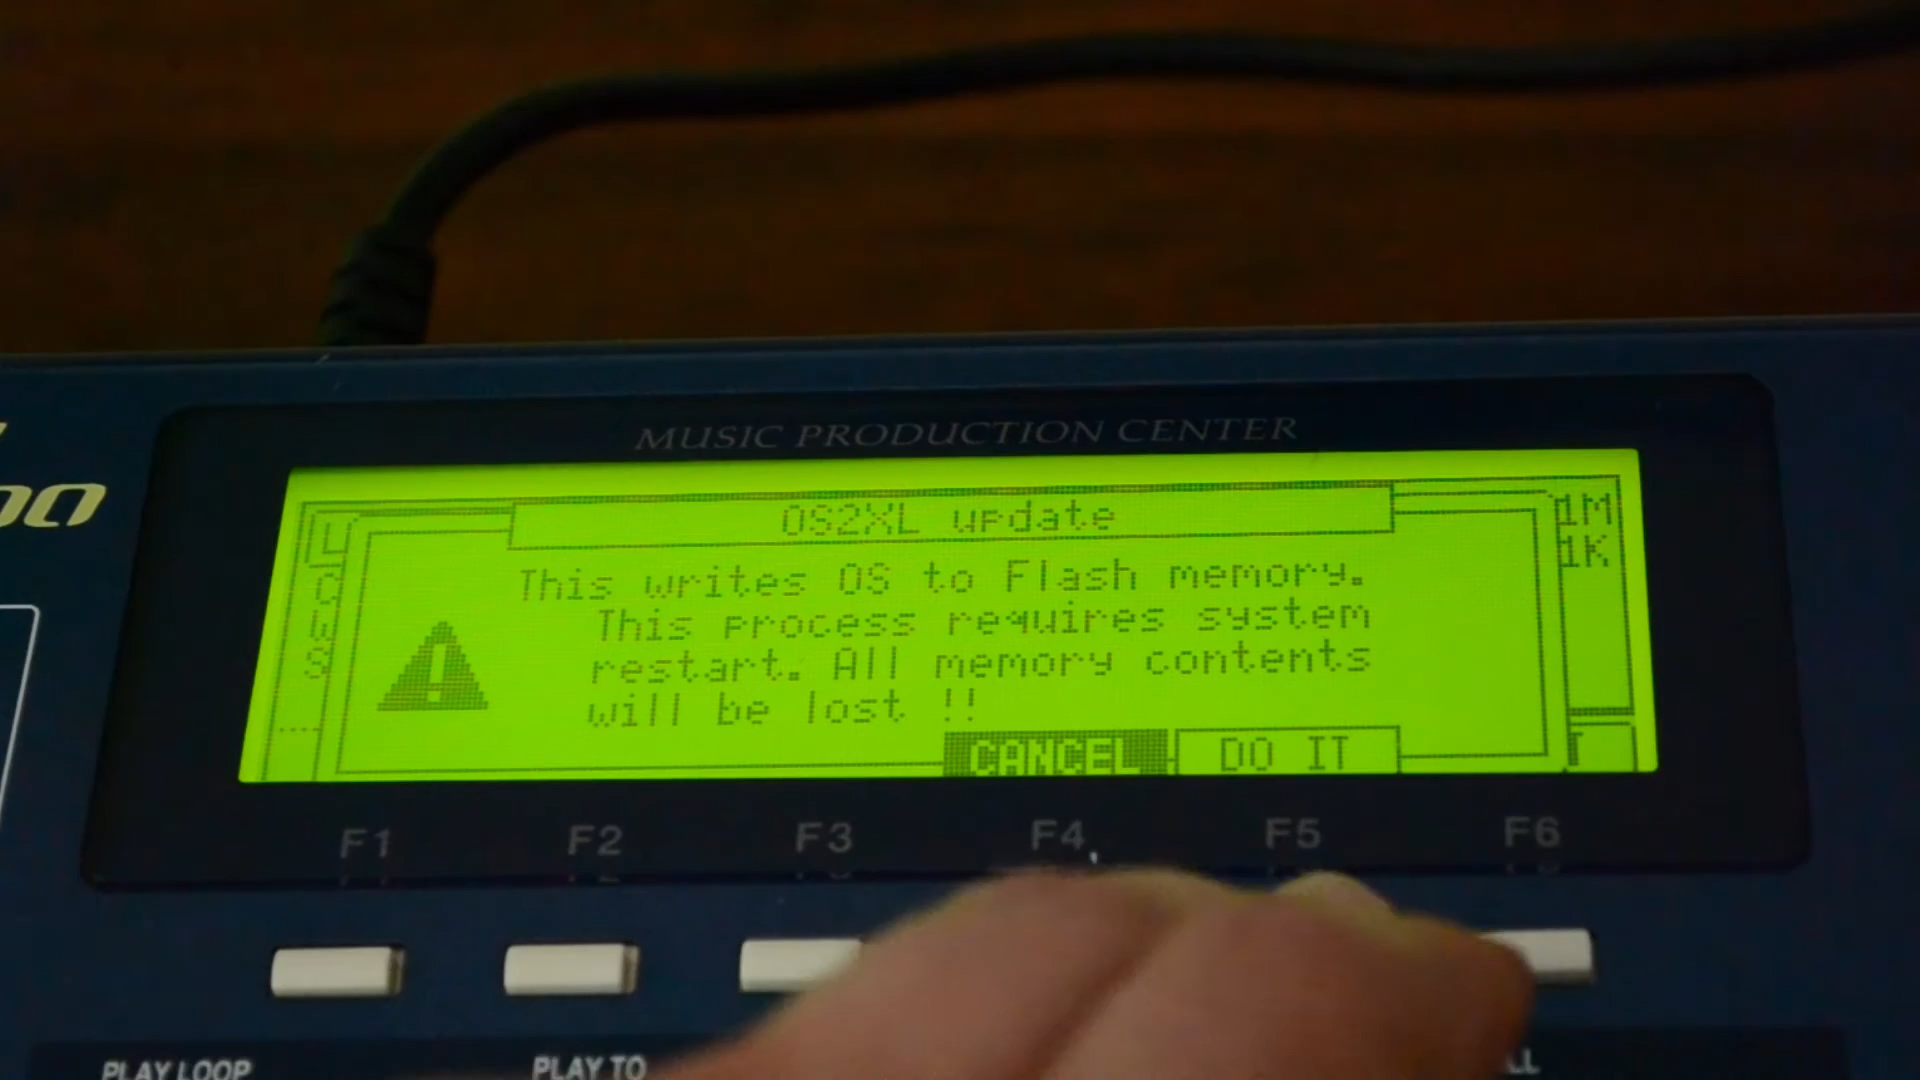 MUSIC PRODUCTION CENTER
OS2XL update
1M
1K
This writes OS to Flash memory.
This process requires system
restart. All memory contents
will be lost !!
CANCEL
DO IT
F1
F2
F3
F4
F5
F6
PLAY LOOP
PLAY TO